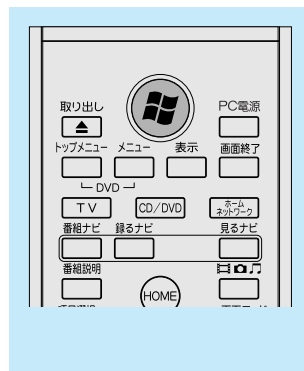 取り出し PC電源
トップメニュー メニュー 表示 画面終了
DVD
TV CD/DVD ホーム
ネットワーク
番組ナビ 録るナビ 見るナビ
番組説明
HOME